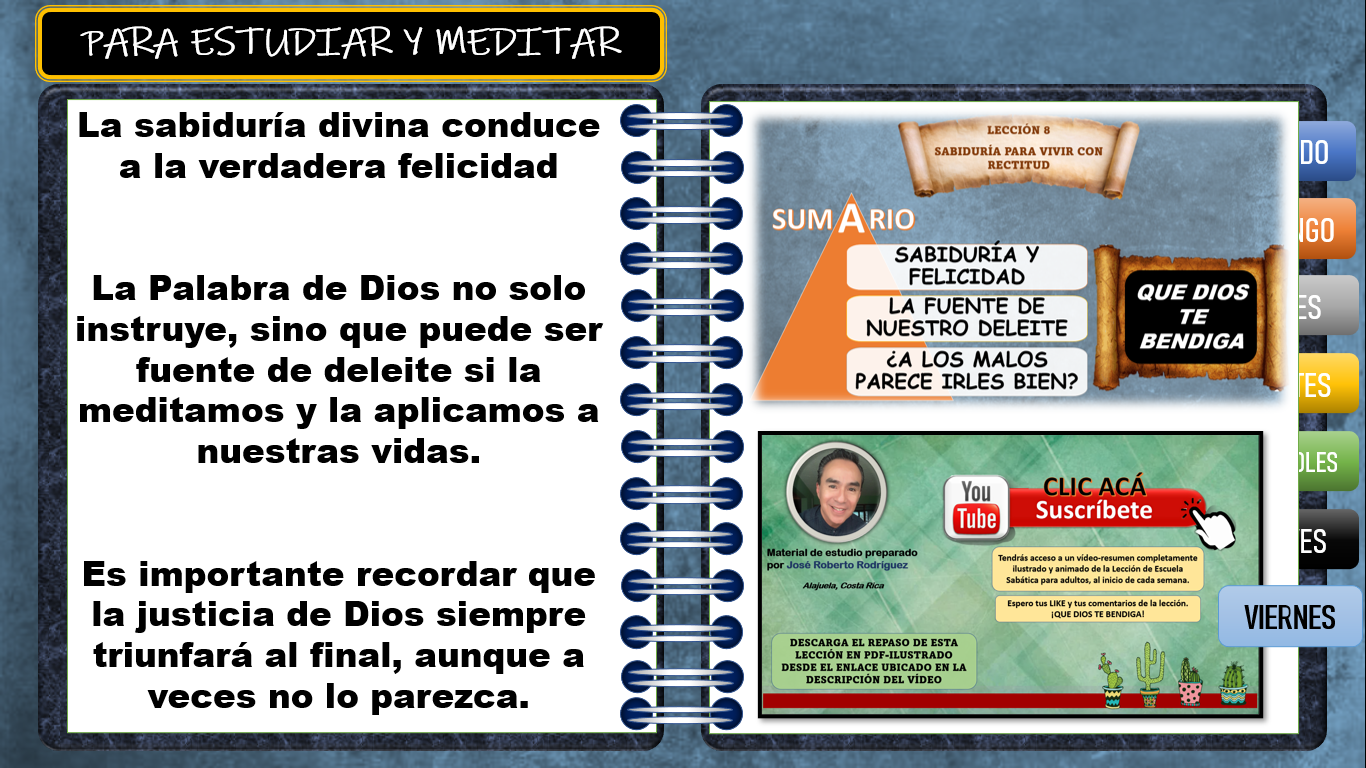 PARA ESTUDIAR Y MEDITAR
La sabiduría divina conduce
a la verdadera felicidad
La Palabra de Dios no solo
instruye, sino que puede ser
fuente de deleite si la
meditamos y la aplicamos a
nuestras vidas.
Es importante recordar que
la justicia de Dios siempre
triunfará al final, aunque a
veces no lo parezca.
LECCIÓN 8
SABIDURÍA PARA VIVIR CON
RECTITUD
SUMARIO
SABIDURÍA Y
FELICIDAD
LA FUENTE DE
NUESTRO DELEITE
¿A LOS MALOS
PARECE IRLES BIEN?
QUE DIOS
TE
BENDIGA
Material de estudio preparado
por José Roberto Rodríguez
Alajuela, Costa Rica
You
Tube
CLIC ACÁ
Suscríbete
Tendrás acceso a un vídeo-resumen completamente
ilustrado y animado de la Lección de Escuela
Sabática para adultos, al inicio de cada semana.
Espero tus LIKE y tus comentarios de la lección.
¡QUE DIOS TE BENDIGA!
DESCARGA EL REPASO DE ESTA
LECCIÓN EN PDF-ILUSTRADO
DESDE EL ENLACE UBICADO EN LA
DESCRIPCIÓN DEL VÍDEO
DO
NGO
ES
TES
OLES
ES
VIERNES